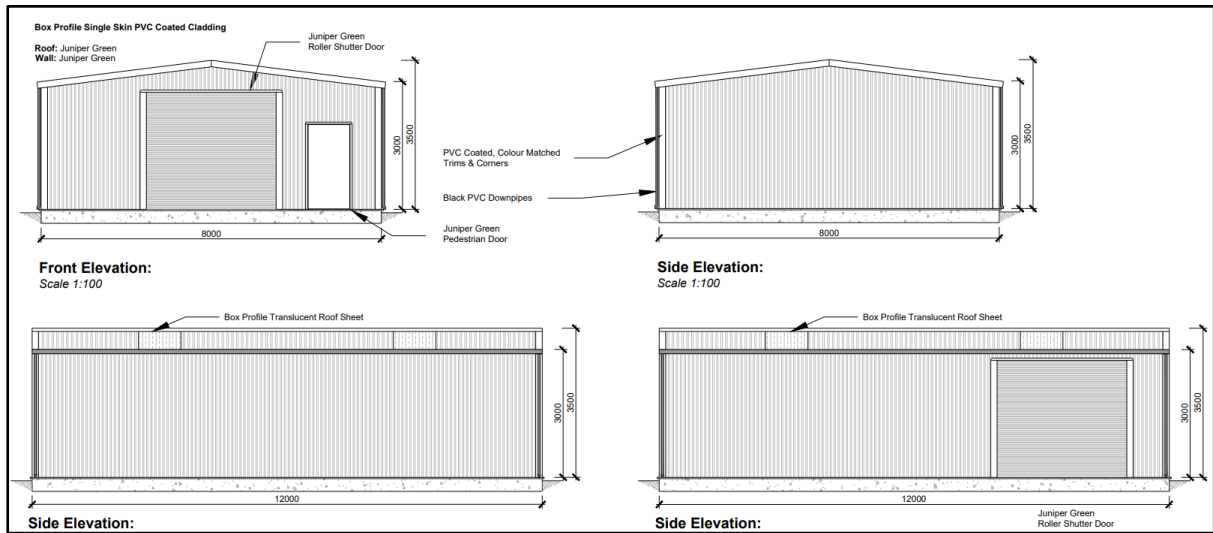 Box Profile Single Skin PVC Coated Cladding
Roof: Juniper Green
Wall: Juniper Green
Juniper Green
Roller Shutter Door
3000
3500
8000
Juniper Green
Pedestrian Door
Front Elevation:
Scale 1:100
PVC Coated, Colour Matched
Trims & Corners
Black PVC Downpipes
3000
3500
8000
Side Elevation:
Scale 1:100
Box Profile Translucent Roof Sheet
3000
3500
12000
Side Elevation:
Box Profile Translucent Roof Sheet
3000
3500
12000
Juniper Green
Roller Shutter Door
Side Elevation: